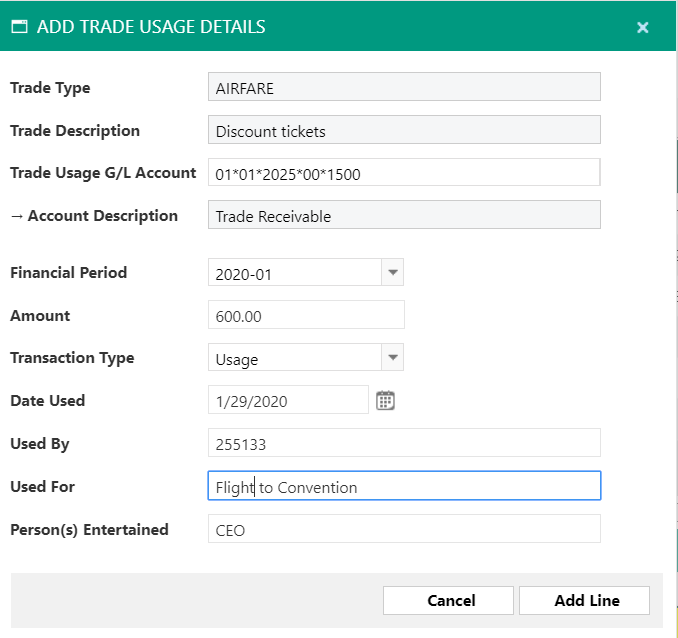 ADD TRADE USAGE DETAILS
Trade Type AIRFARE
Trade Description Discount tickets
Trade Usage G/L Account 01*01*2025*00*1500
→ Account Description Trade Receivable
Financial Period 2020-01
Amount 600.00
Transaction Type Usage
Date Used 1/29/2020
Used By 255133
Used For Flight to Convention
Person(s) Entertained CEO
Cancel Add Line